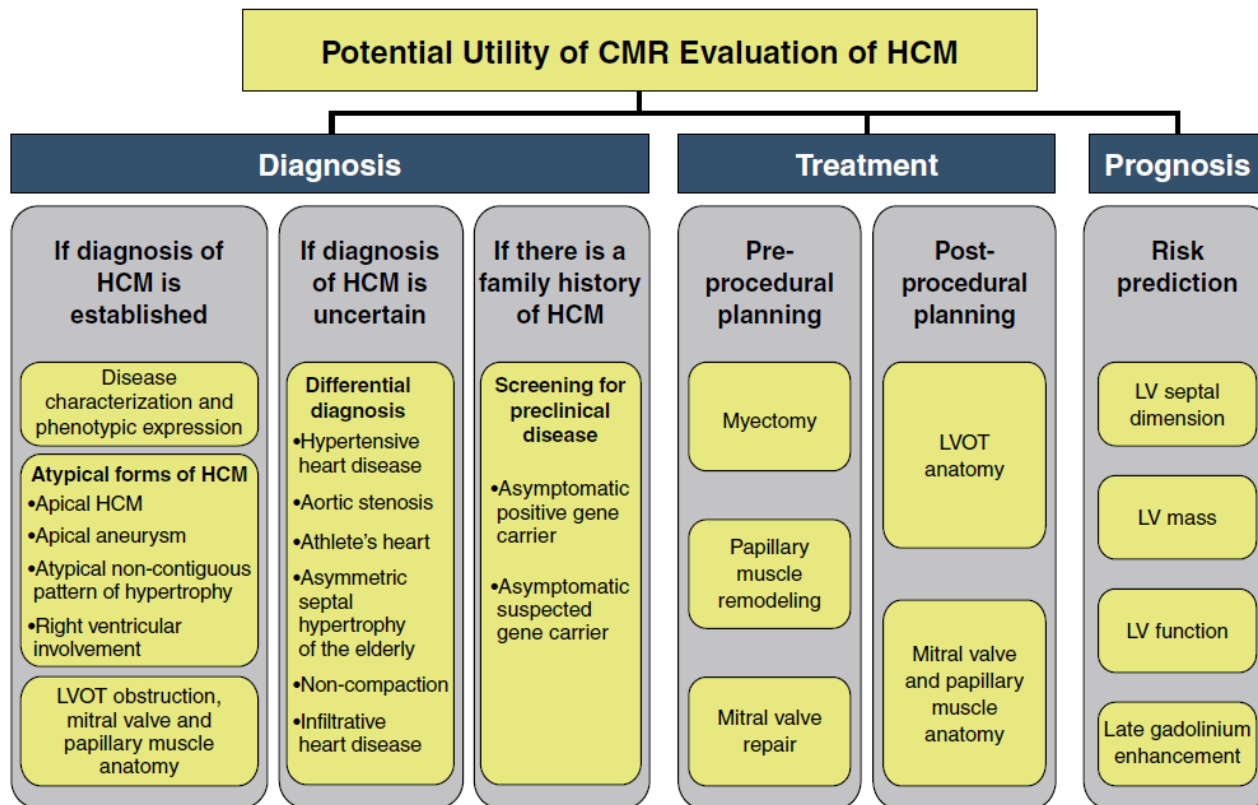 Potential Utility of CMR Evaluation of HCM
Diagnosis
If diagnosis of
HCM is
established
Disease
characterization and
phenotypic expression
Atypical forms of HCM
•Apical HCM
•Apical aneurysm
•Atypical non-contiguous
pattern of hypertrophy
•Right ventricular
involvement
LVOT obstruction,
mitral valve and
papillary muscle
anatomy
If diagnosis
of HCM is
uncertain
Differential
diagnosis
•Hypertensive
heart disease
•Aortic stenosis
•Athlete's heart
•Asymmetric
septal
hypertrophy
of the elderly
•Non-compaction
•Infiltrative
heart disease
If there is a
family history
of HCM
Screening for
preclinical
disease
•Asymptomatic
positive gene
carrier
•Asymptomatic
suspected
gene carrier
Treatment
Pre-
procedural
planning
Myectomy
Papillary
muscle
remodeling
Mitral valve
repair
Post-
procedural
planning
LVOT
anatomy
Mitral valve
and papillary
muscle
anatomy
Prognosis
Risk
prediction
LV septal
dimension
LV mass
LV function
Late gadolinium
enhancement